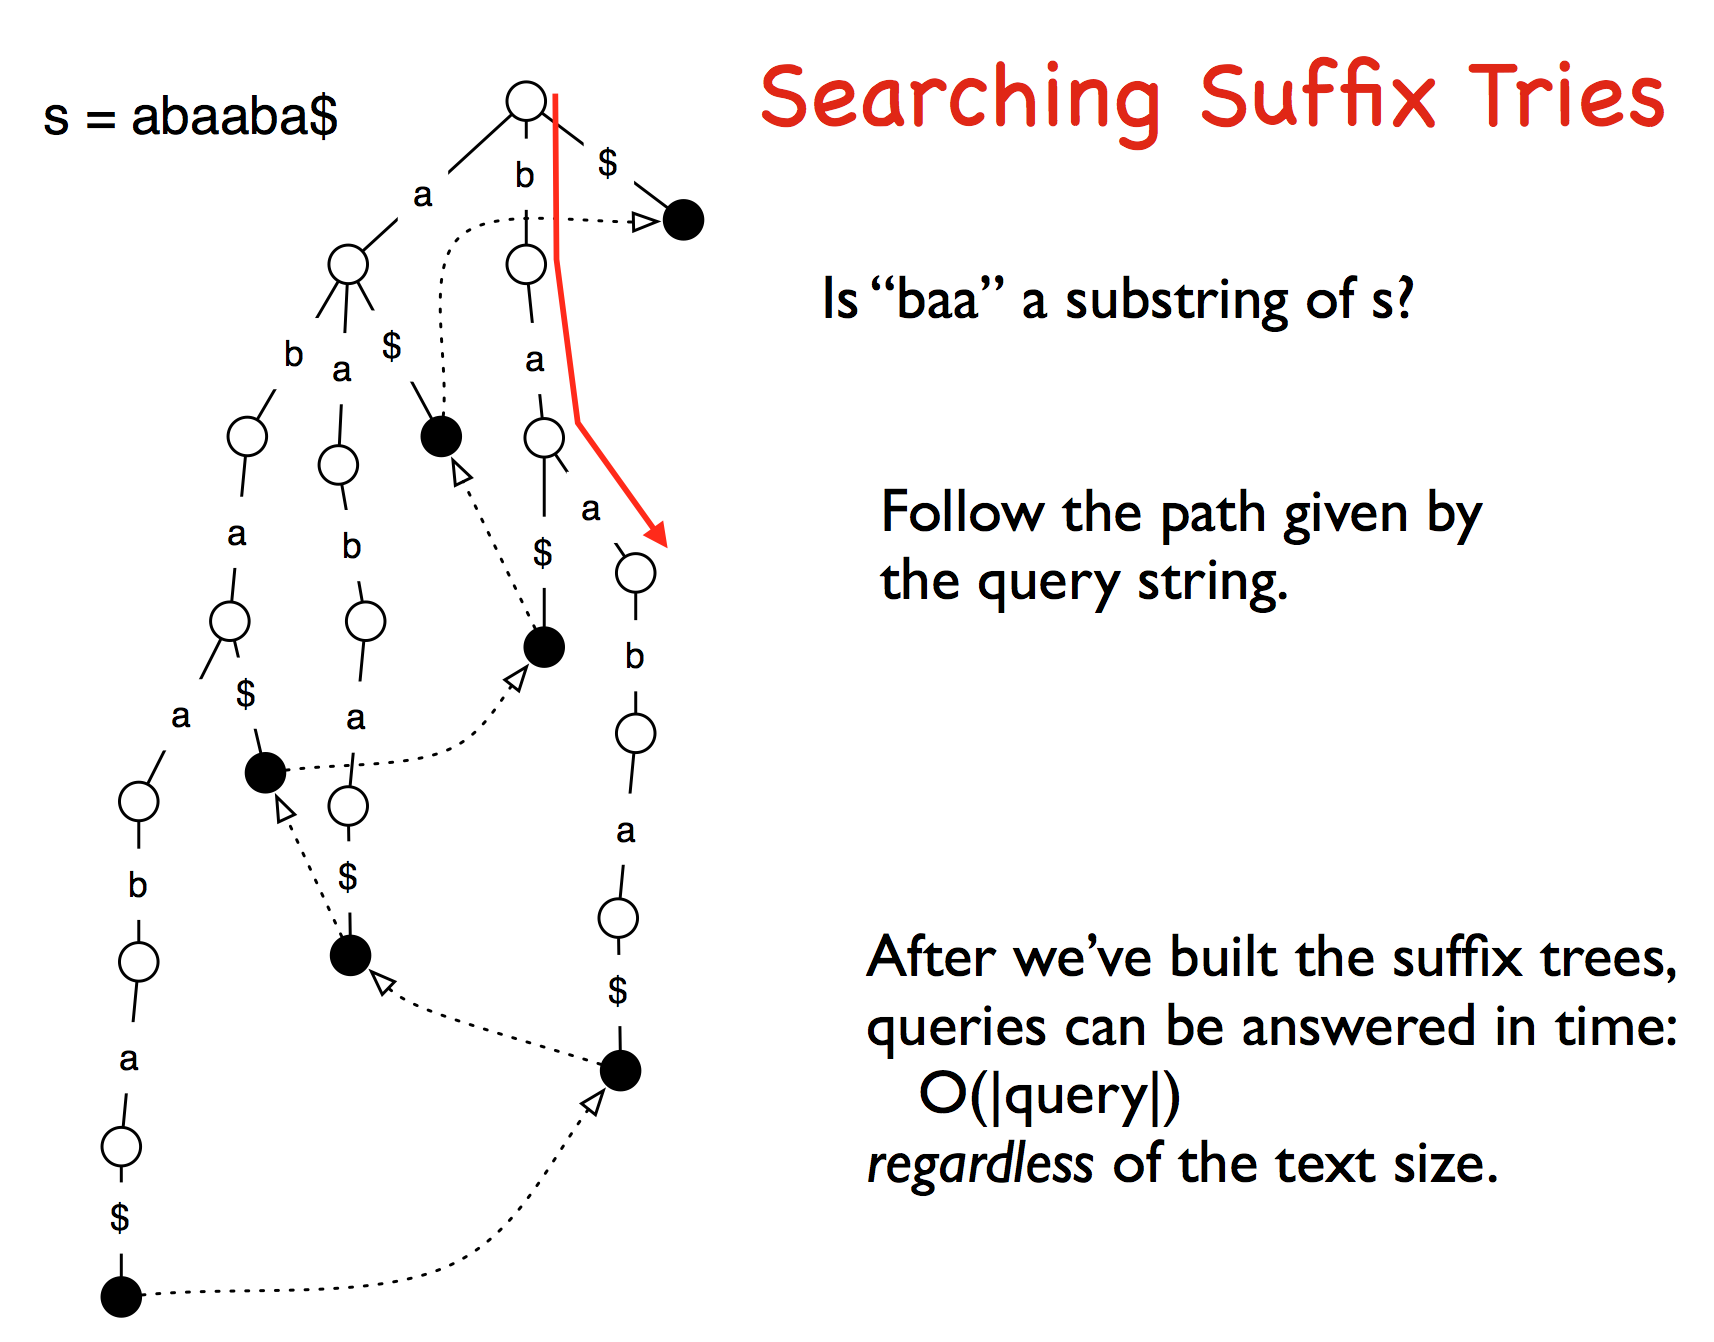 s = abaaba$
Searching Suffix Tries
a
b
$
Is “baa” a substring of s?
b
a
$
a
Follow the path given by
the query string.
a
b
$
a
a
$
a
b
a
b
$
a
After we’ve built the suffix trees,
queries can be answered in time:
O(|query|)
regardless of the text size.
$
a
$